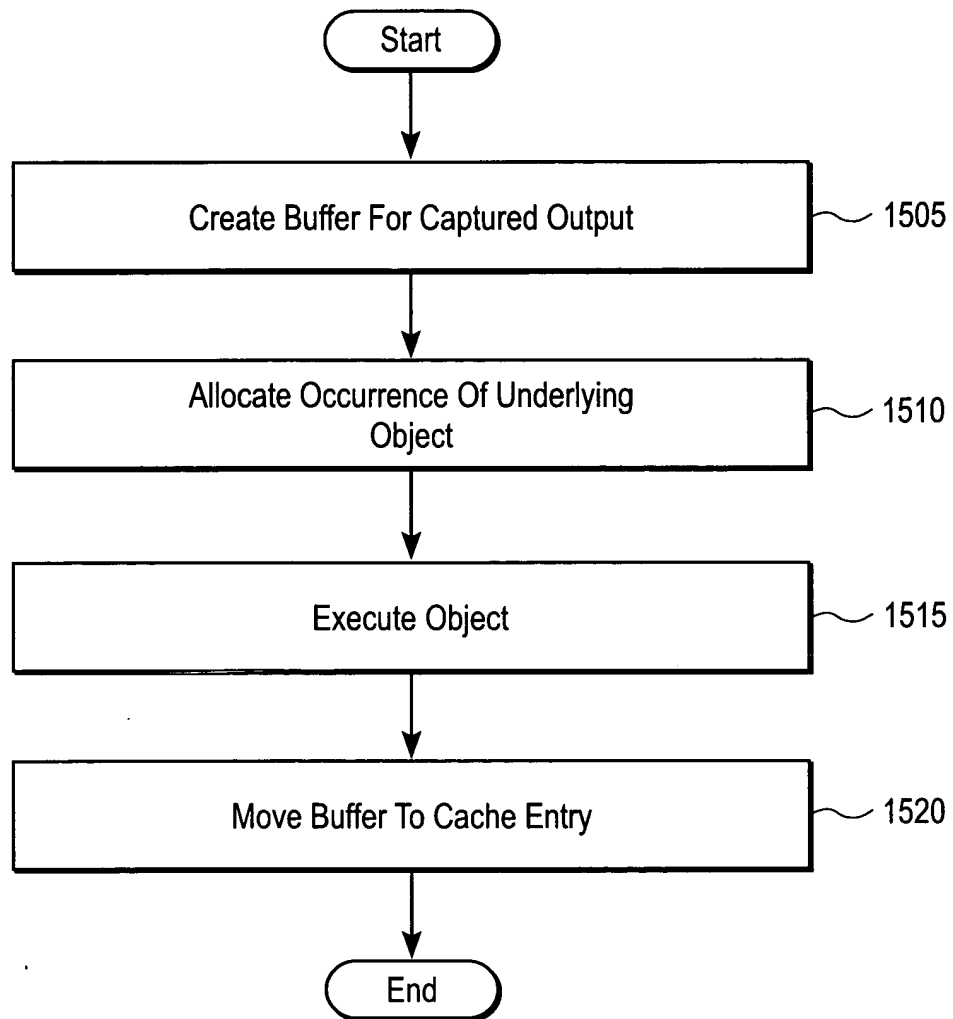 Start
Create Buffer For Captured Output
1505
Allocate Occurrence Of Underlying
Object
1510
Execute Object
1515
Move Buffer To Cache Entry
1520
End